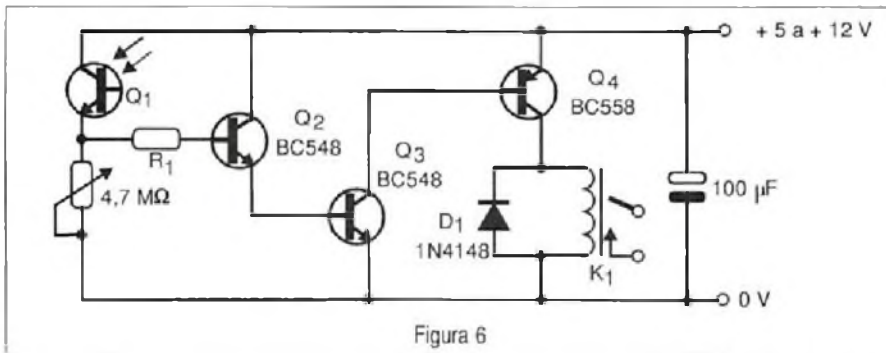 + 5 a + 12 V
Q1
Q2
BC548
Q3
BC548
Q4
BC558
R1
4,7 MΩ
D1
1N4148
K1
100 µF
0 V
Figura 6